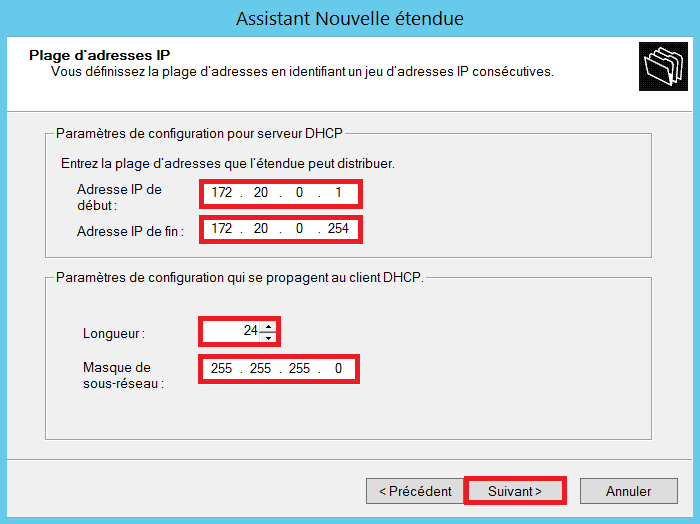 Assistant Nouvelle étendue
Plage d'adresses IP
Vous définissez la plage d'adresses en identifiant un jeu d'adresses IP consécutives.
Paramètres de configuration pour serveur DHCP
Entrez la plage d'adresses que l'étendue peut distribuer.
Adresse IP de
début :
172 . 20 . 0 . 1
Adresse IP de fin :
172 . 20 . 0 . 254
Paramètres de configuration qui se propagent au client DHCP.
Longueur :
24
Masque de
sous-réseau :
255 . 255 . 255 . 0
< Précédent
Suivant >
Annuler